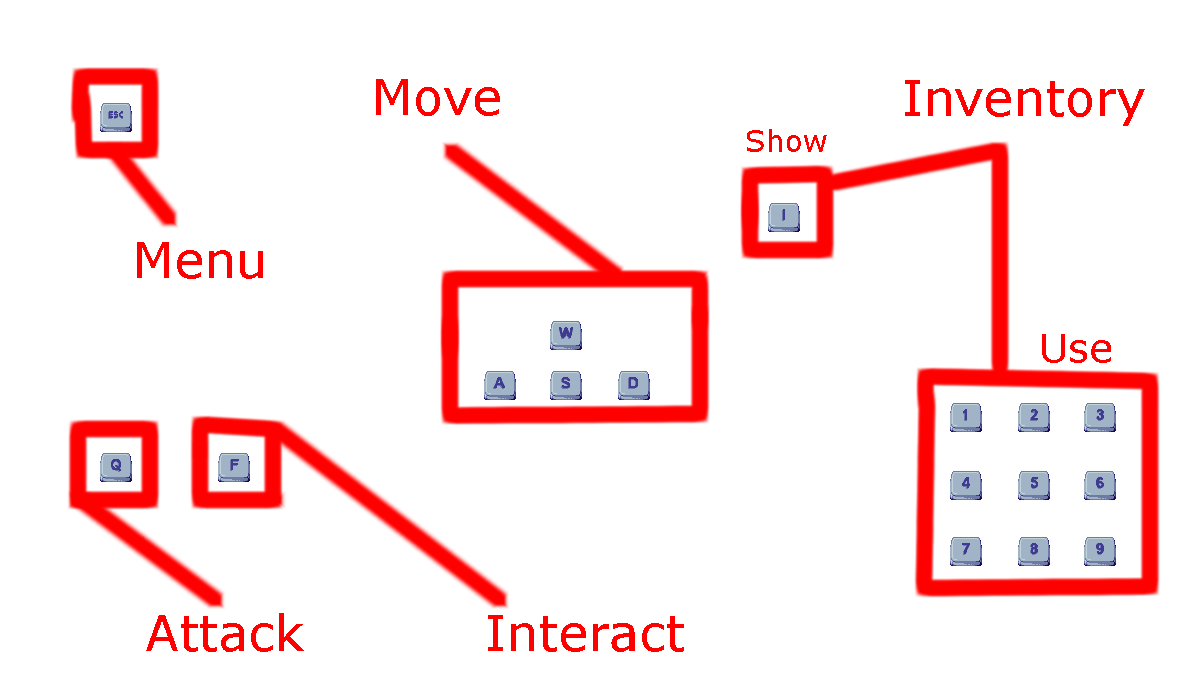 Move
Inventory
ESC
Show
I
Menu
W
Use
A S D
1 2 3
Q F
4 5 6
7 8 9
Attack
Interact